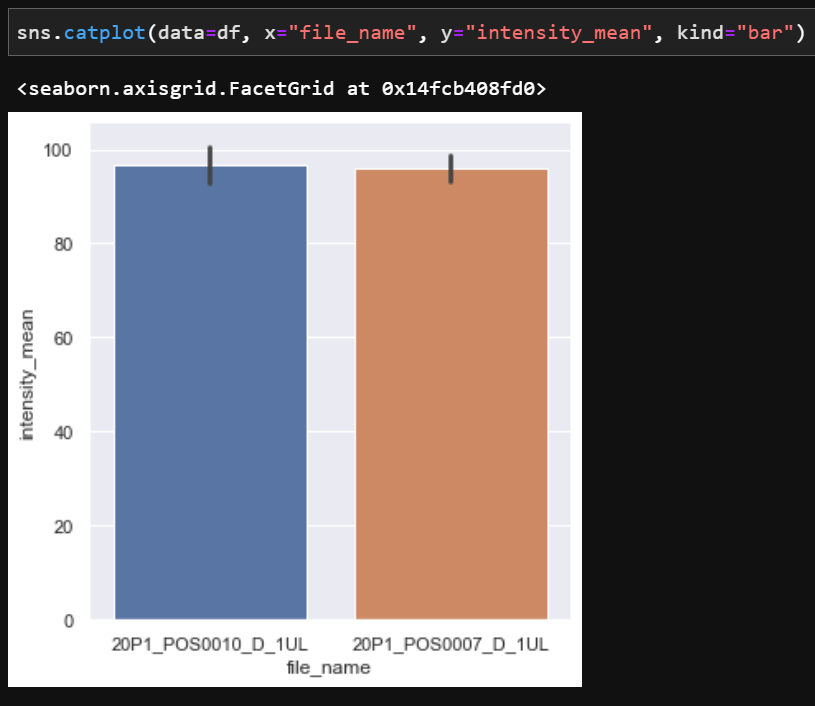 sns.catplot(data=df, x="file_name", y="intensity_mean", kind="bar")
<seaborn.axisgrid.FacetGrid at 0x14fcb408fd0>
100
80
60
40
20
0
intensity_mean
20P1_POS0010_D_1UL 20P1_POS0007_D_1UL
file_name